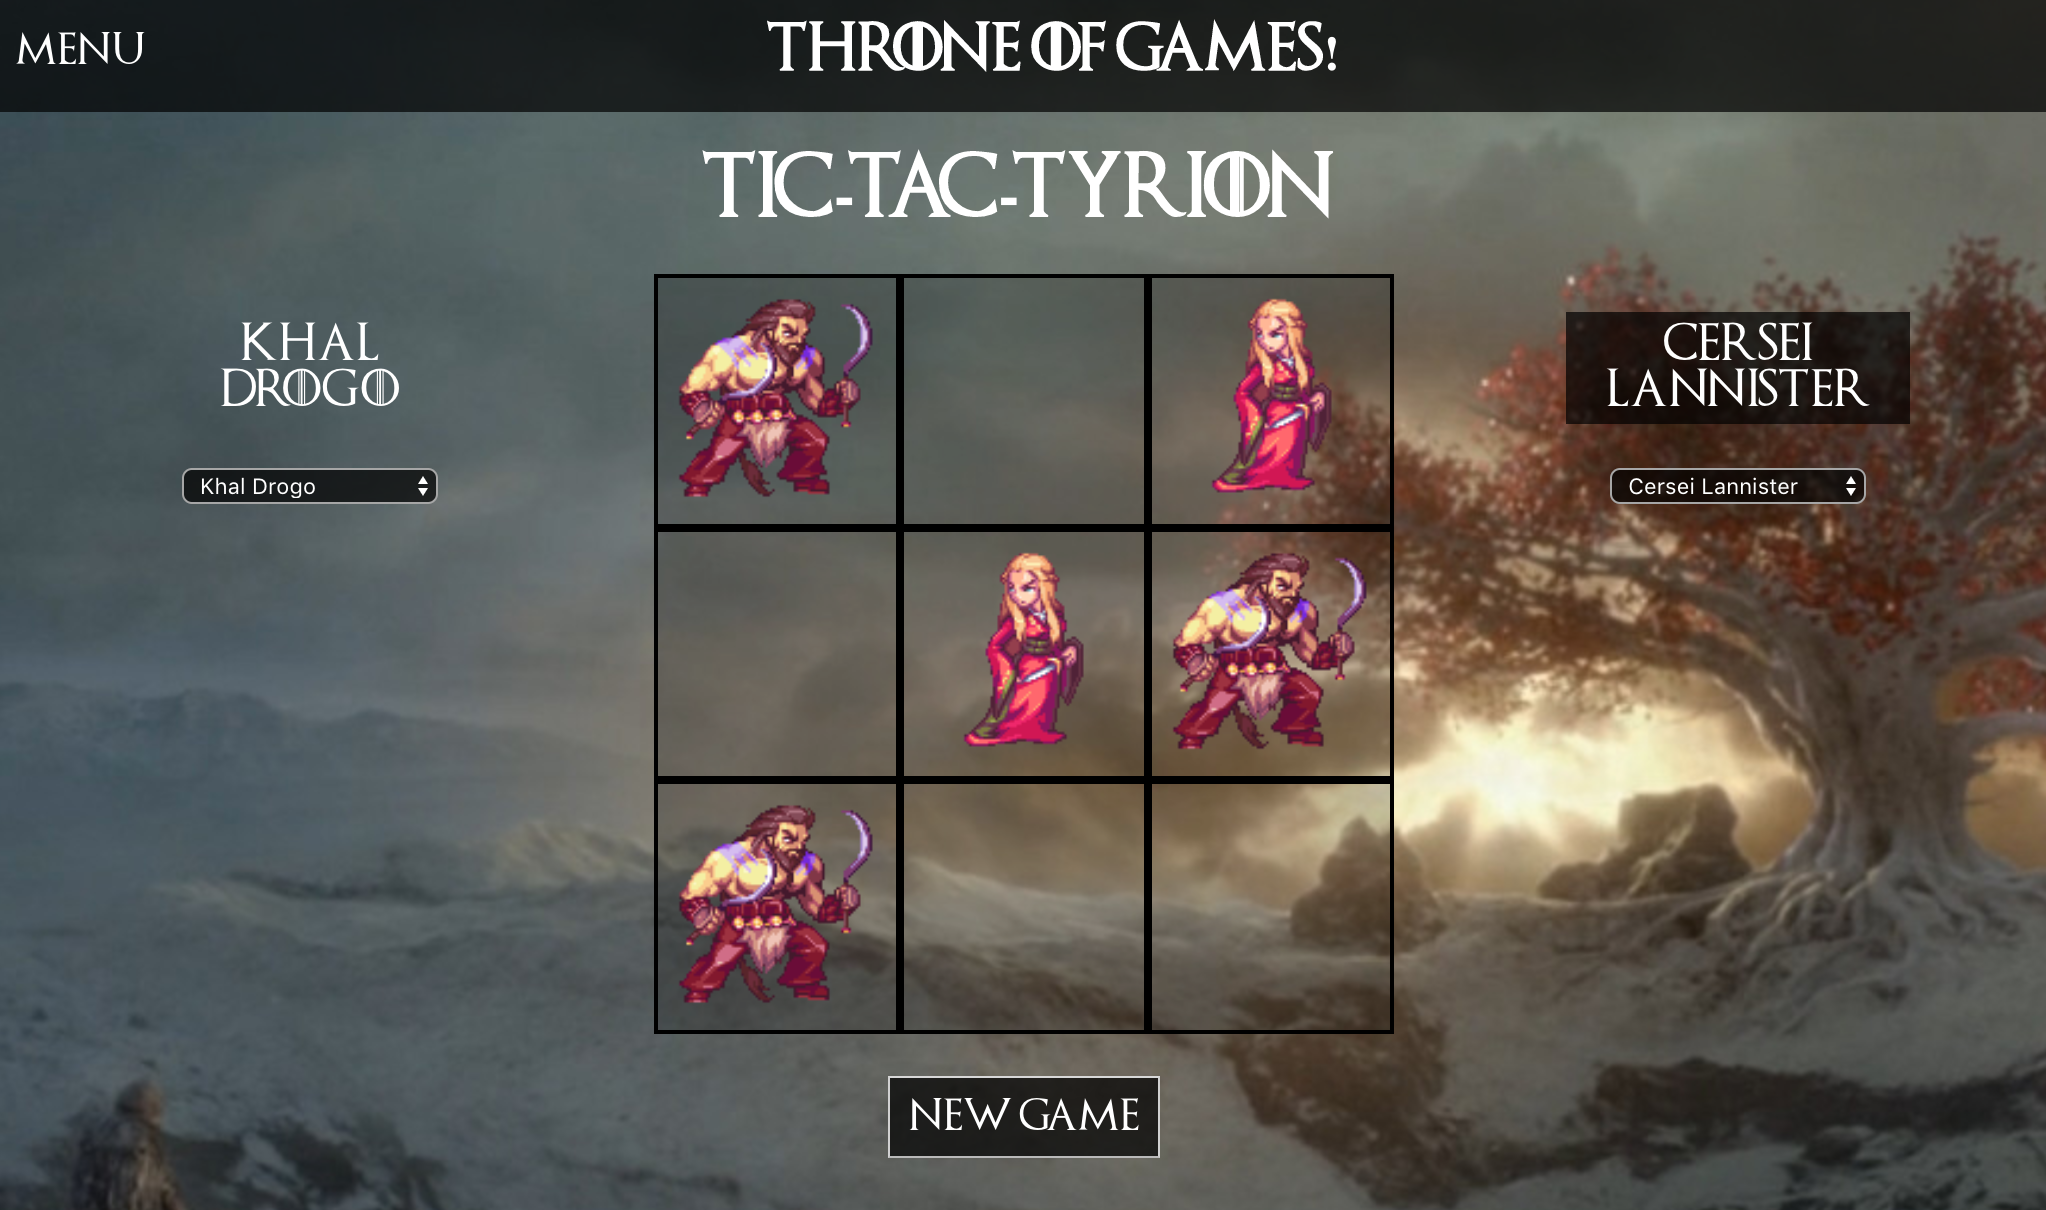 MENU
THRONE OF GAMES!
TIC-TAC-TYRION
KHAL
DROGO
Khal Drogo
CERSEI
LANNISTER
Cersei Lannister
NEW GAME